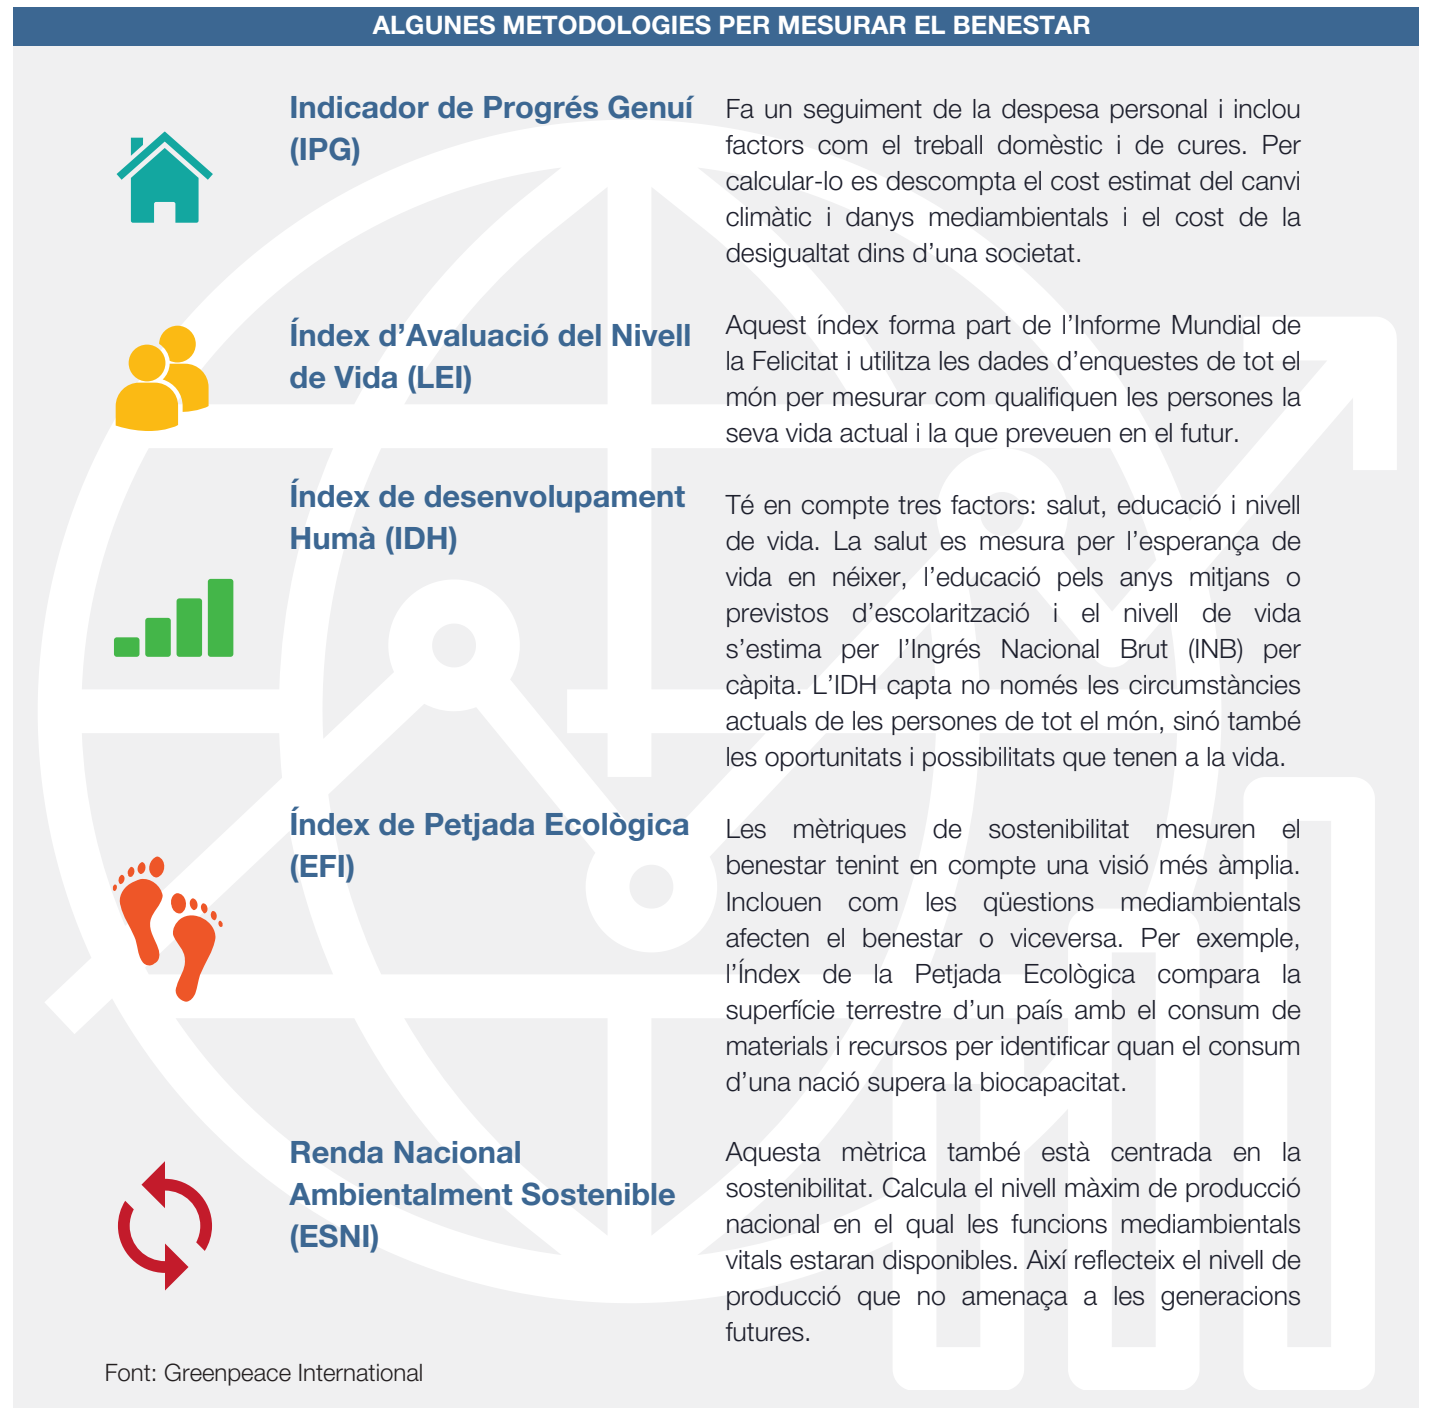 ALGUNES METODOLOGIES PER MESURAR EL BENESTAR
Indicador de Progrés Genuí
(IPG)
Fa un seguiment de la despesa personal i inclou
factors com el treball domèstic i de cures. Per
calcular-lo es descompta el cost estimat del canvi
climàtic i danys mediambientals i el cost de la
desigualtat dins d’una societat.
Índex d’Avaluació del Nivell
de Vida (LEI)
Aquest índex forma part de l’Informe Mundial de
la Felicitat i utilitza les dades d’enquestes de tot el
món per mesurar com qualifiquen les persones la
seva vida actual i la que preveuen en el futur.
Índex de desenvolupament
Humà (IDH)
Té en compte tres factors: salut, educació i nivell
de vida. La salut es mesura per l’esperança de
vida en néixer, l’educació pels anys mitjans o
previstos d’escolarització i el nivell de vida
s’estima per l’Ingrés Nacional Brut (INB) per
càpita. L’IDH capta no només les circumstàncies
actuals de les persones de tot el món, sinó també
les oportunitats i possibilitats que tenen a la vida.
Índex de Petjada Ecològica
(EFI)
Les mètriques de sostenibilitat mesuren el
benestar tenint en compte una visió més àmplia.
Inclouen com les qüestions mediambientals
afecten el benestar o viceversa. Per exemple,
l’Índex de la Petjada Ecològica compara la
superfície terrestre d’un país amb el consum de
materials i recursos per identificar quan el consum
d’una nació supera la biocapacitat.
Renda Nacional
Ambientalment Sostenible
(ESNI)
Aquesta mètrica també està centrada en la
sostenibilitat. Calcula el nivell màxim de producció
nacional en el qual les funcions mediambientals
vitals estaran disponibles. Així reflecteix el nivell de
producció que no amenaça a les generacions
futures.
Font: Greenpeace International